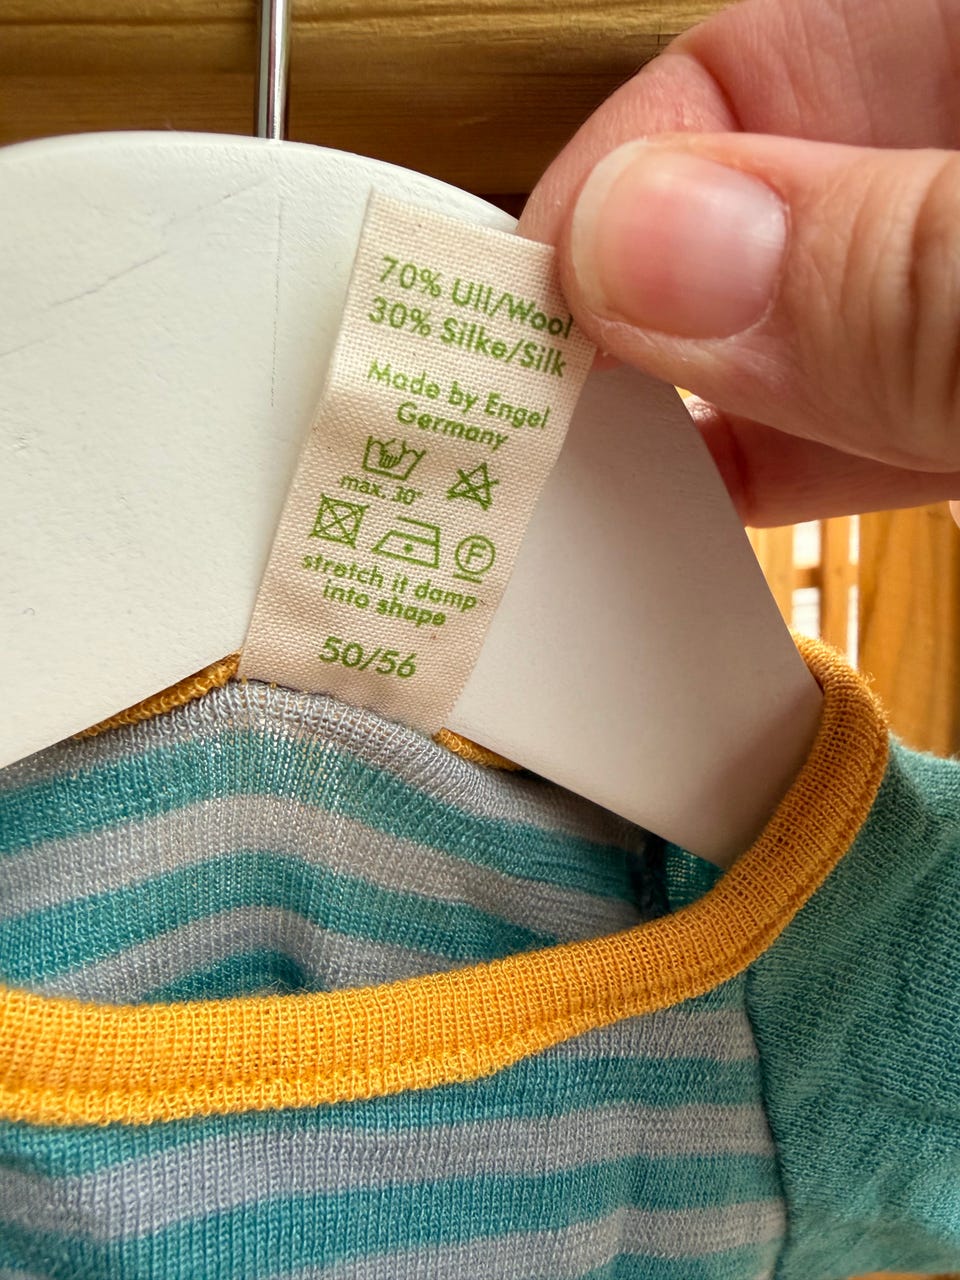 70% Ull/Wool
30% Silke/Silk
Made by Engel
Germany
max. 30°
F
stretch it damp
into shape
50/56